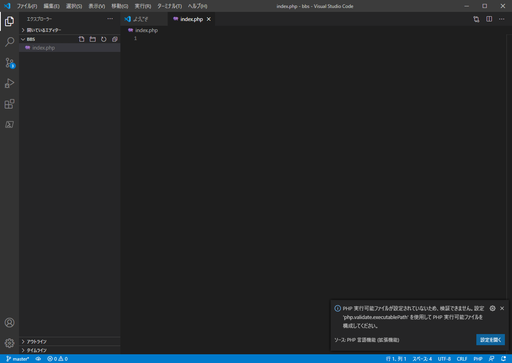 ファイル(F) 編集(E) 選択(S) 表示(V) 移動(G) 実行(R) ターミナル(T) ヘルプ(H)
index.php - bbx - Visual Studio Code
エクスプローラー
ようこそ
index.php
開いているエディター
index.php
BBS
1
index.php
PHP 実行可能ファイルが設定されていないため、検証できません。設定
'php.validate.executablePath' を使用して PHP 実行可能ファイルを
構成してください。
ソース: PHP 言語機能 (拡張機能)
設定を開く
アウトライン
タイムライン
master*
0
0
行 1、列 1
スペース: 4
UTF-8
CRLF
PHP